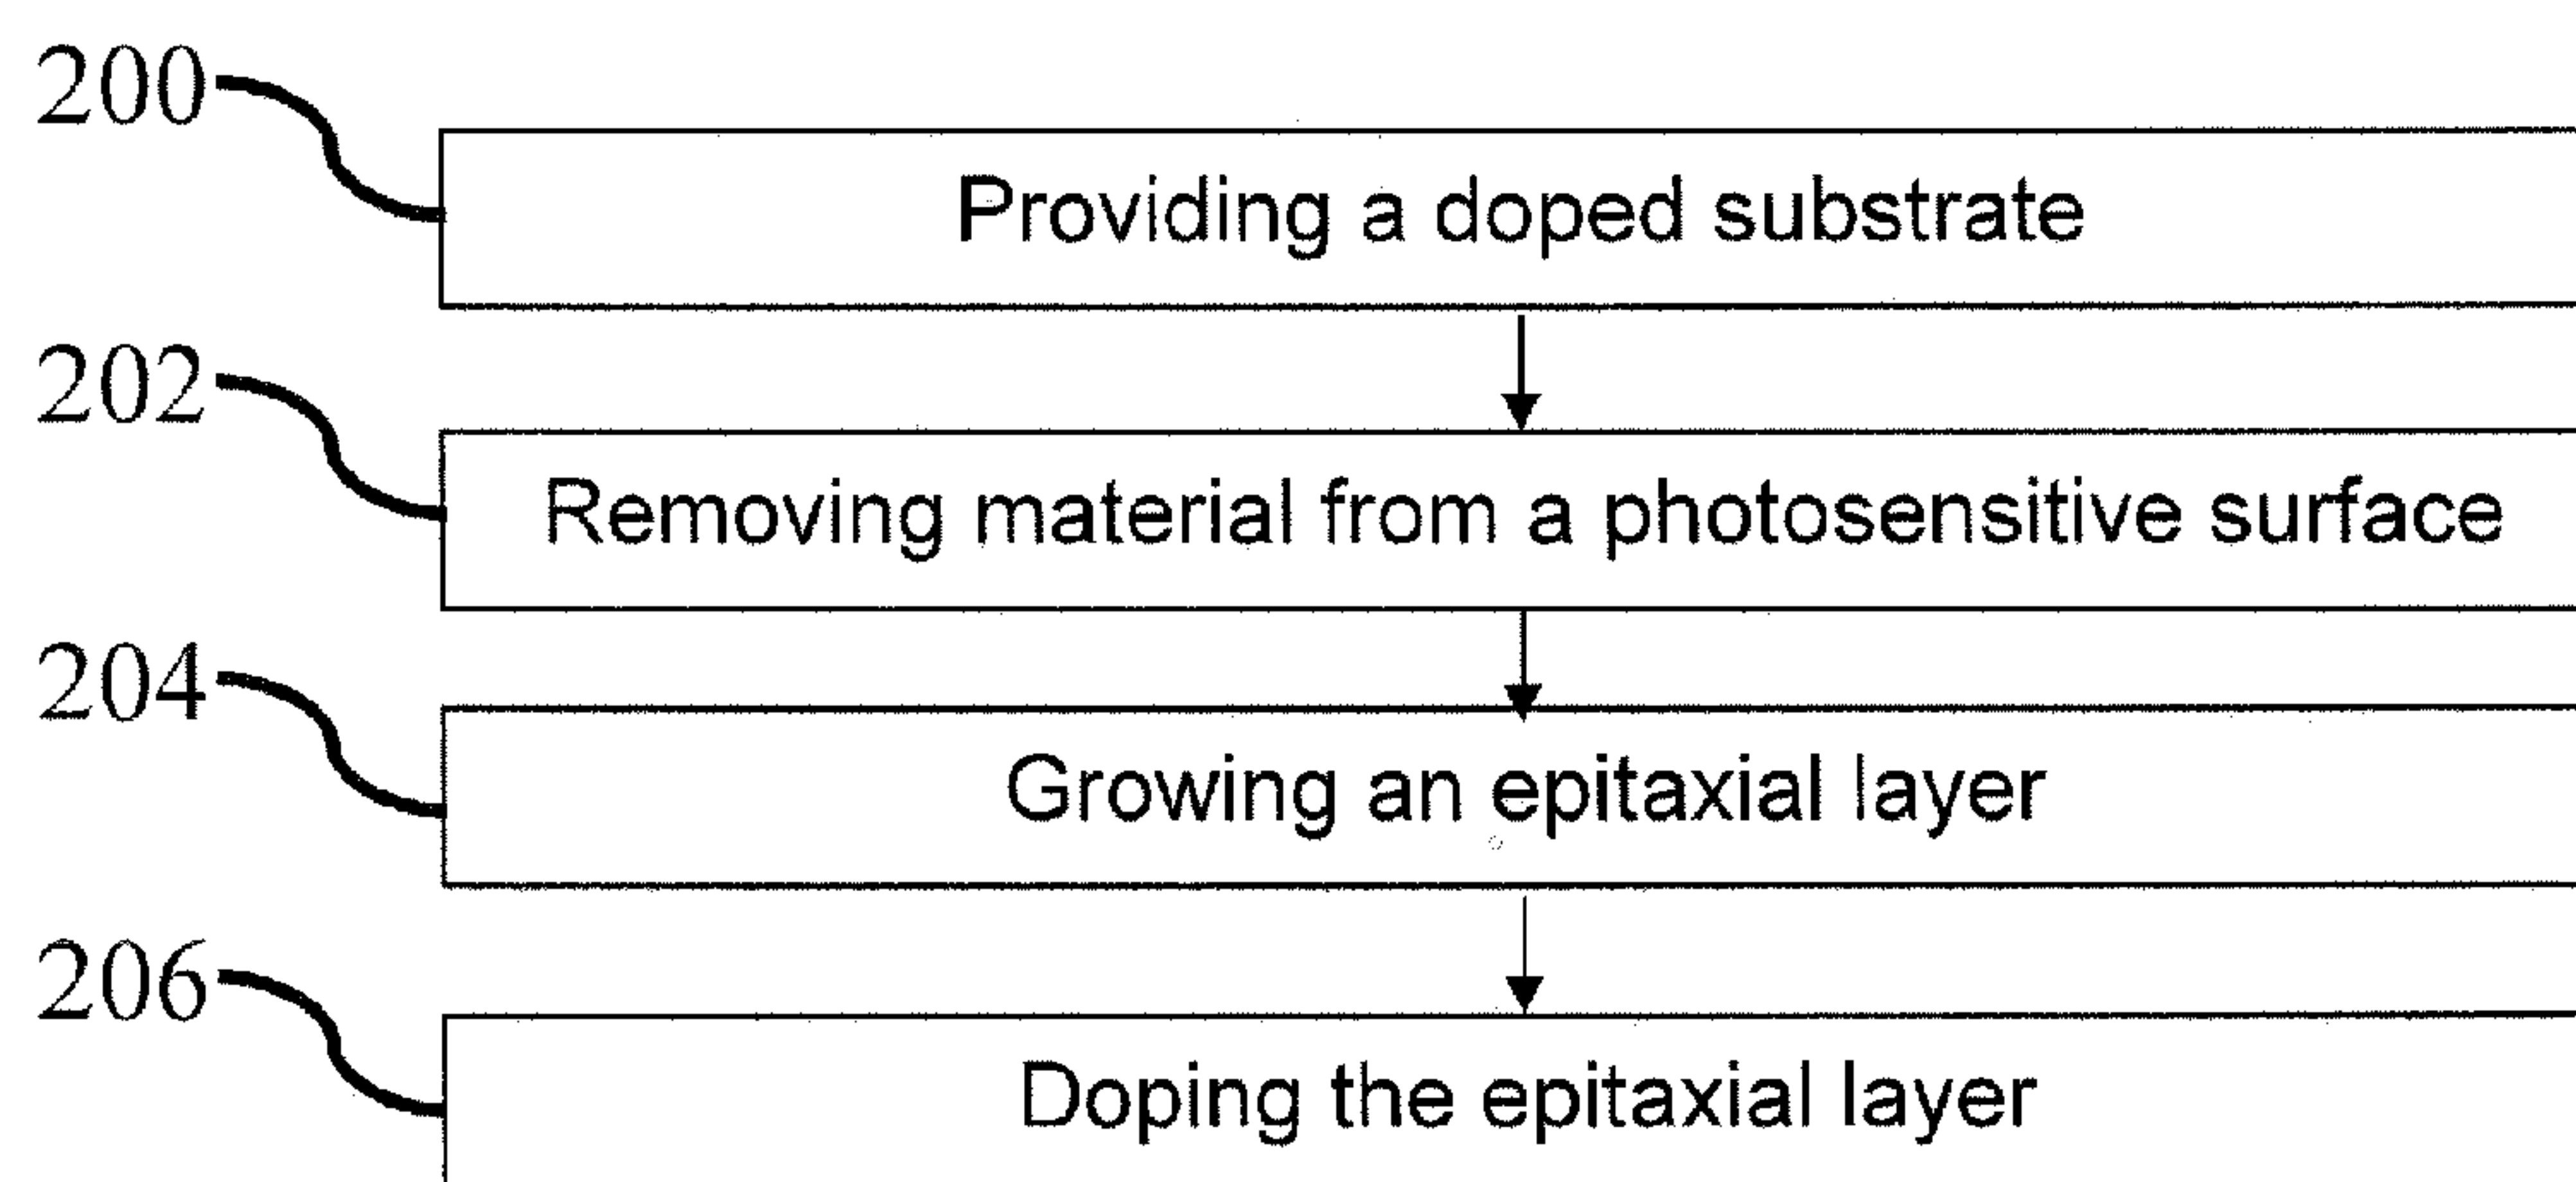 200
Providing a doped substrate
202
Removing material from a photosensitive surface
204
Growing an epitaxial layer
206
Doping the epitaxial layer